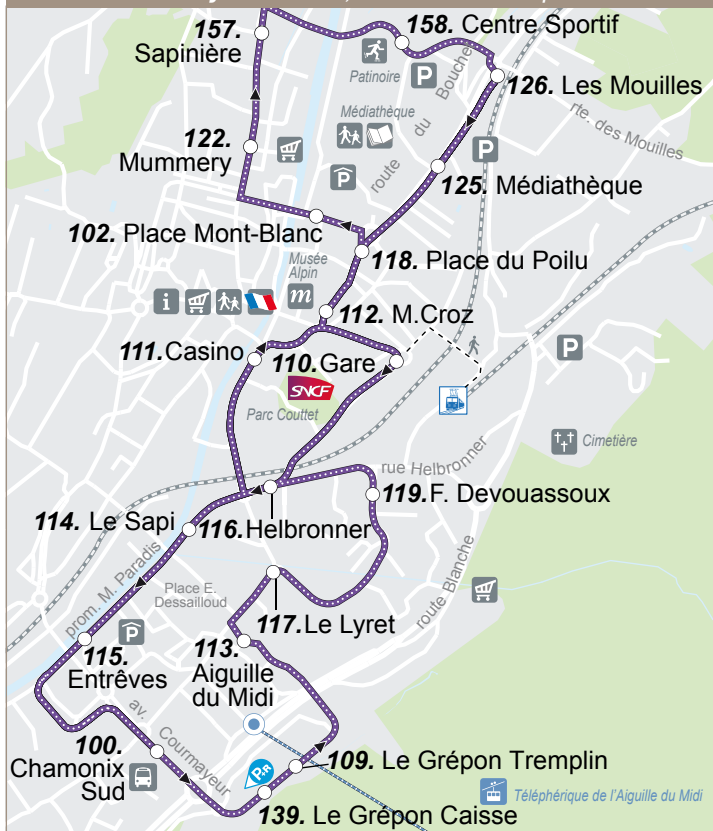 157.
Sapinière
158. Centre Sportif
Patinoire
P
126. Les Mouilles
rte. des Mouilles
Médiathèque
route du Bouchet
P
P
122.
Mummery
125. Médiathèque
102. Place Mont-Blanc
118. Place du Poilu
Musée
Alpin
m
i
112. M.Croz
111. Casino
110. Gare
SNCF
Parc Couttet
P
Cimetière
rue Helbronner
119. F. Devouassoux
114. Le Sapi
116. Helbronner
prom. M. Paradis
Place E.
Dessailloud
route Blanche
117. Le Lyret
P
115.
Entrêves
113.
Aiguille
du Midi
av. Courmayeur
100.
Chamonix
Sud
P+R
109. Le Grépon Tremplin
Téléphérique de l'Aiguille du Midi
139. Le Grépon Caisse